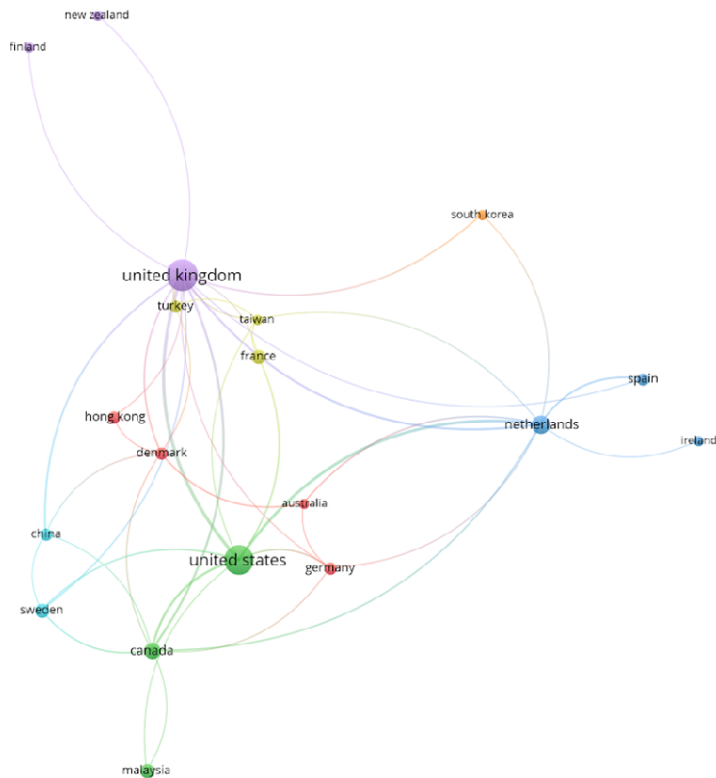 new zealand
finland
south korea
united kingdom
turkey
taiwan
france
spain
hong kong
netherlands
ireland
denmark
australia
china
united states
germany
sweden
canada
malaysia